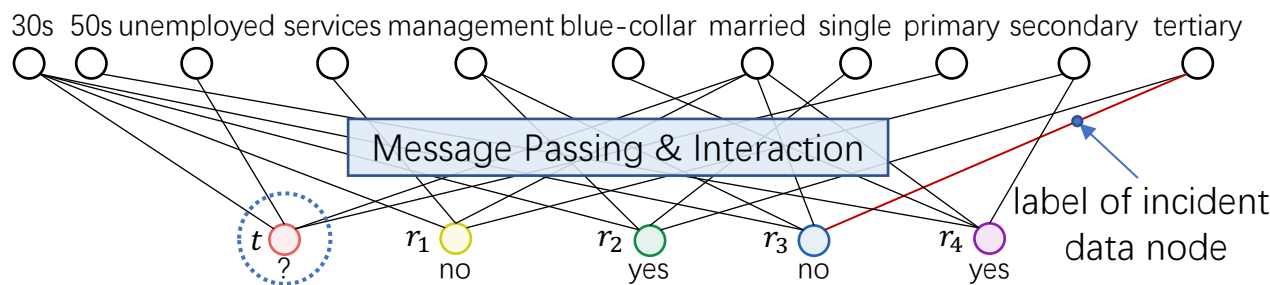 30s 50s unemployed services management blue-collar married single primary secondary tertiary
Message Passing & Interaction
label of incident
data node
t r₁ r₂ r₃ r₄
? no yes no yes